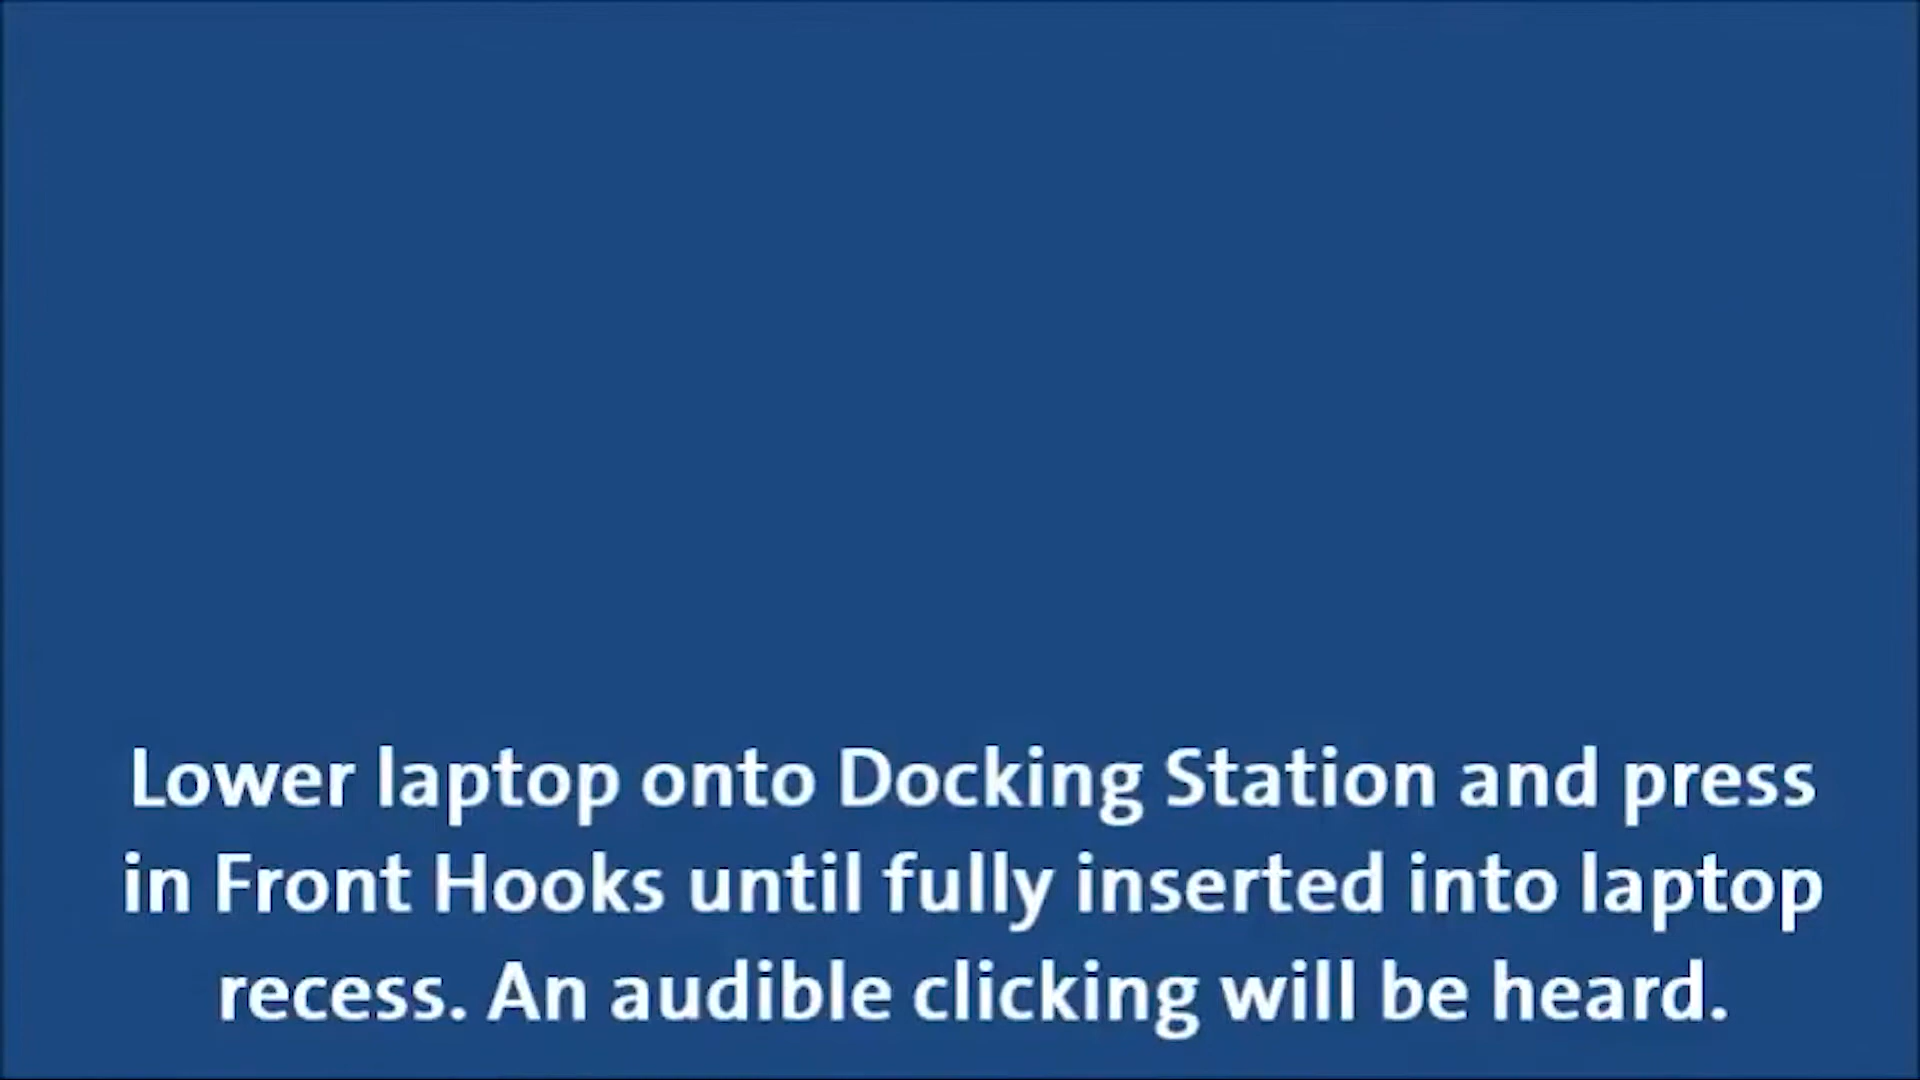 Lower laptop onto Docking Station and press
in Front Hooks until fully inserted into laptop
recess. An audible clicking will be heard.